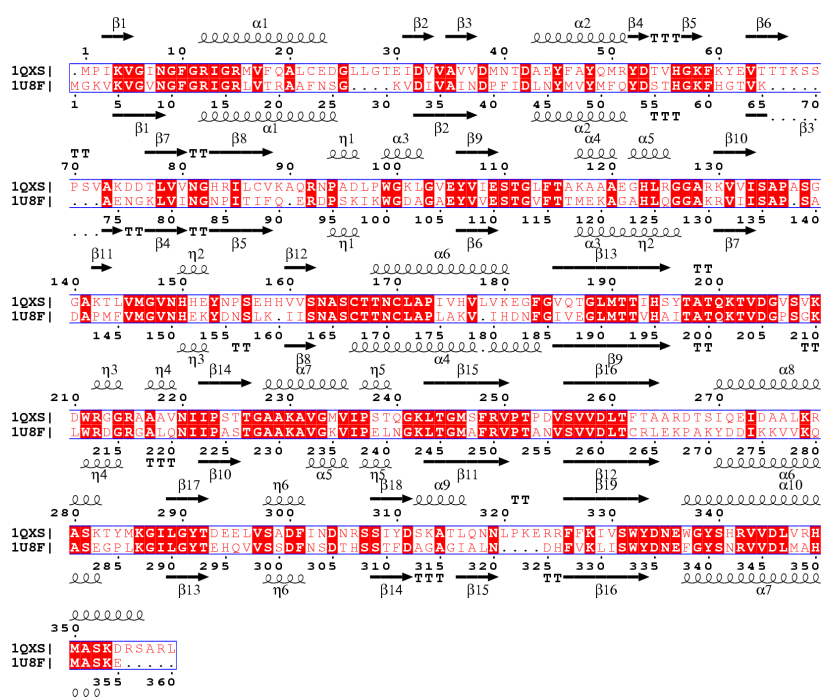 β1 α1 β2 β3 α2 β4 TTT β5 β6
1 10 20 30 40 50 60
1QXS| .MPIKVGINGFGRIGRMVFQALCEDGLLGTEIDVVAVVDMNTDAEYFAYQMRYDTVHGKFKYEVTTTKSS
1U8F| MGKVKVGVNGFGRIGRLVTRAAFNSG....KVDIVAINDPFIDLNYMVYMFQYDSTHGKFHGTVK.....
1 10 20 30 40 50 60 70
β1 α1 β2 α2 TTT β3
β7 β8 η1 α3 β9 α4 α5 β10
TT TT
70 80 90 100 110 120 130
1QXS| PSVAKDDTLVVNGHRILCVKAQRNPADLPWGKLGVEYVIESTGLFTAKAAAEGHLRGGARKVVISAPASG
1U8F| ...AENGKLVINGNPITIFQ.ERDPSKIKWGDAGAEYVVESTGVFTTMEKAGAHLQGGAKRVIISAP.SA
75 80 85 90 95 100 105 110 115 120 125 130 135 140
TT TT
β4 β5 η1 β6 α3 η2 β7
β11 η2 β12 α6 β13 TT
140 150 160 170 180 190 200
1QXS| GAKTLVMGVNHHEYNPSEHHVVSNASCTTNCLAPIVHVLVKEGFGVQTGLMTTIHSYTATQKTVDGVSVK
1U8F| DAPMFVMGVNHEKYDNSLK.IISNASCTTNCLAPLAKV.IHDNFGIVEGLMTTVHAITATQKTVDGPSGK
145 150 155 160 165 170 175 180 185 190 195 200 205 210
η3 TT β8 α4 β9 TT TT
η3 η4 β14 α7 η5 β15 β16 α8
210 220 230 240 250 260 270
1QXS| DWRGGRAAAVNIIPSTTGAAKAVGMVIPSTQGKLTGMSFRVPTPDVSVVDLTFTAARDTSIQEIDAALKR
1U8F| LWRDGRGALQNIIPASTGAAKAVGKVIPELNGKLTGMAFRVPTANVSVVDLTCRLEKPAKYDDIKKVVKQ
215 220 225 230 235 240 245 250 255 260 265 270 275 280
η4 TTT β10 α5 η5 β11 β12 α6
β17 η6 β18 α9 TT β19 α10
280 290 300 310 320 330 340
1QXS| ASKTYMKGILGYTDEELVSADFINDNRSSIYDSKATLQNNLPKERRFFKIVSWYDNEWGYSHRVVDLVRH
1U8F| ASEGPLKGILGYTEHQVVSSDFNSDTHSSTFDAGAGIALN....DHFVKLISWYDNEFGYSNRVVDLMAH
285 290 295 300 305 310 315 320 325 330 335 340 345 350
β13 η6 β14 TTT β15 TT β16 α7
350
1QXS| MASKDRSARL
1U8F| MASKE.....
355 360